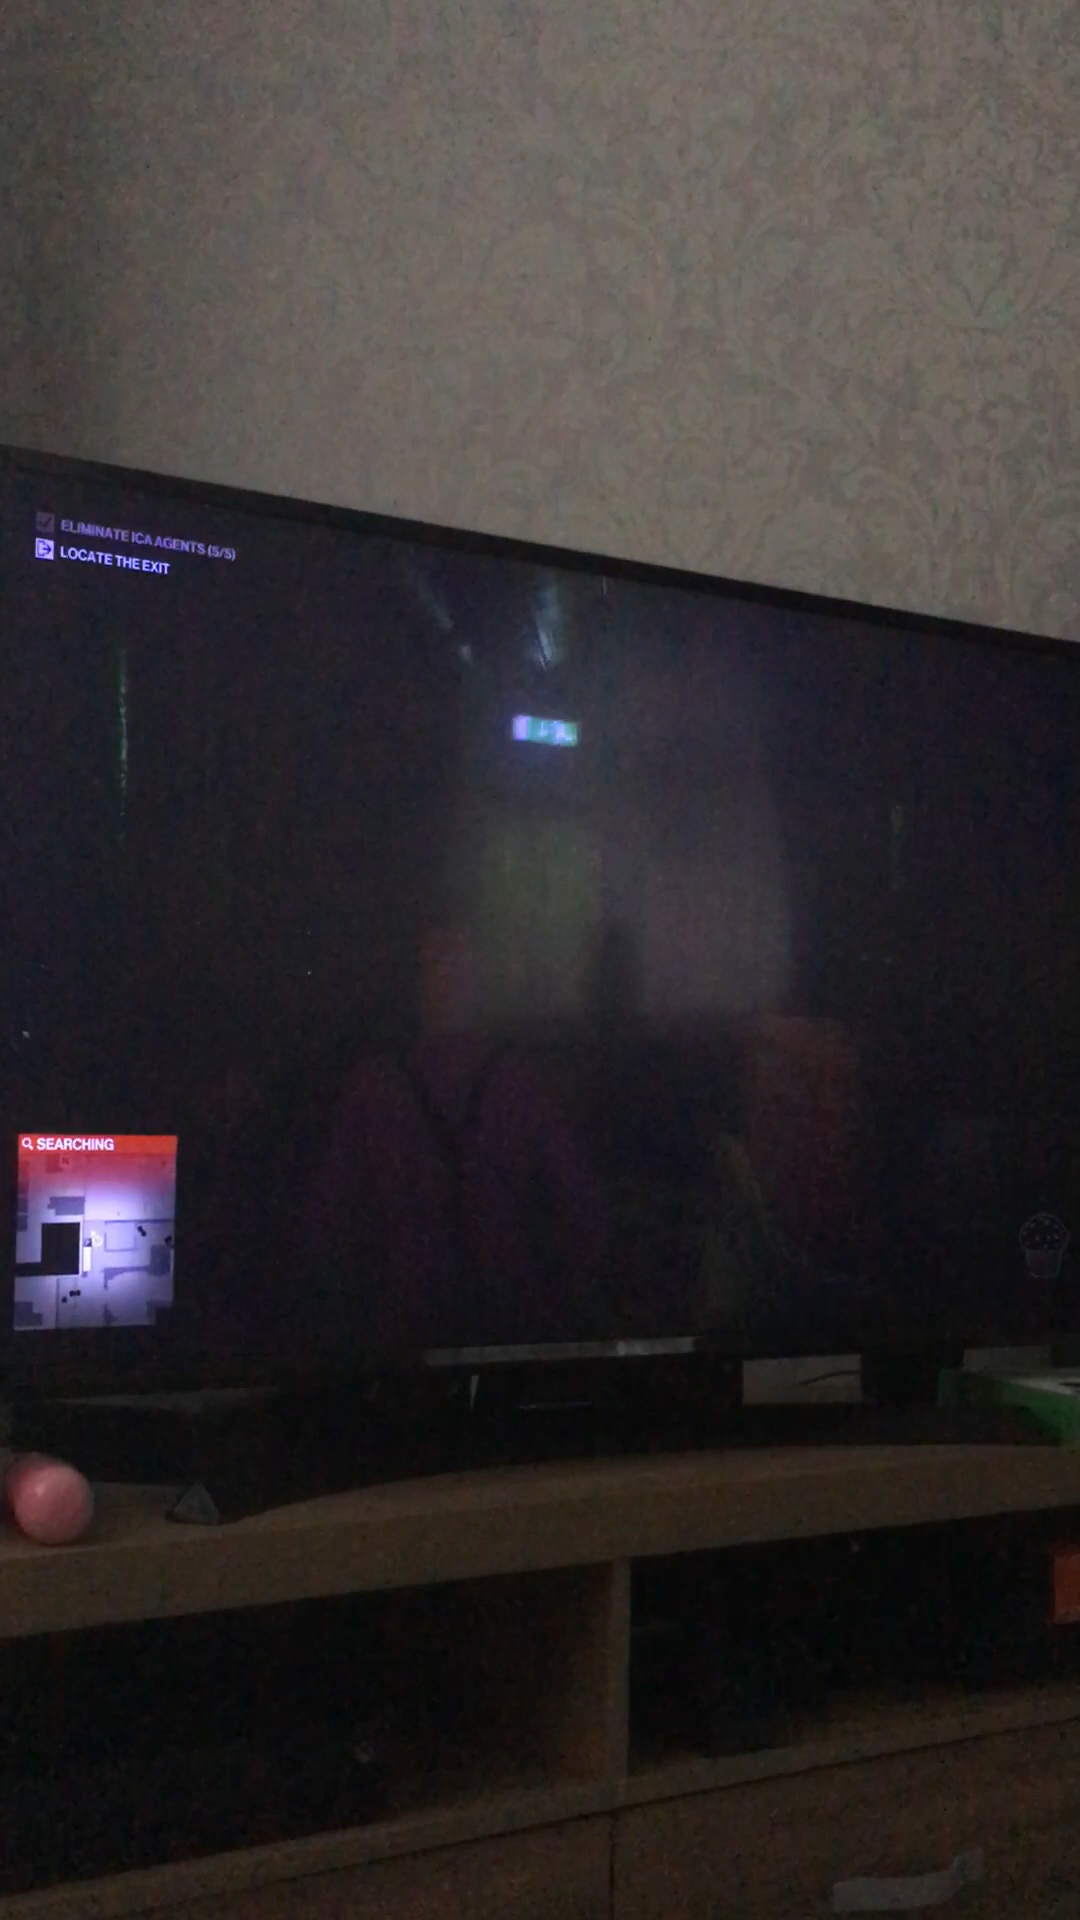 ELIMINATE ICA AGENTS (5/5)
LOCATE THE EXIT
SEARCHING
N